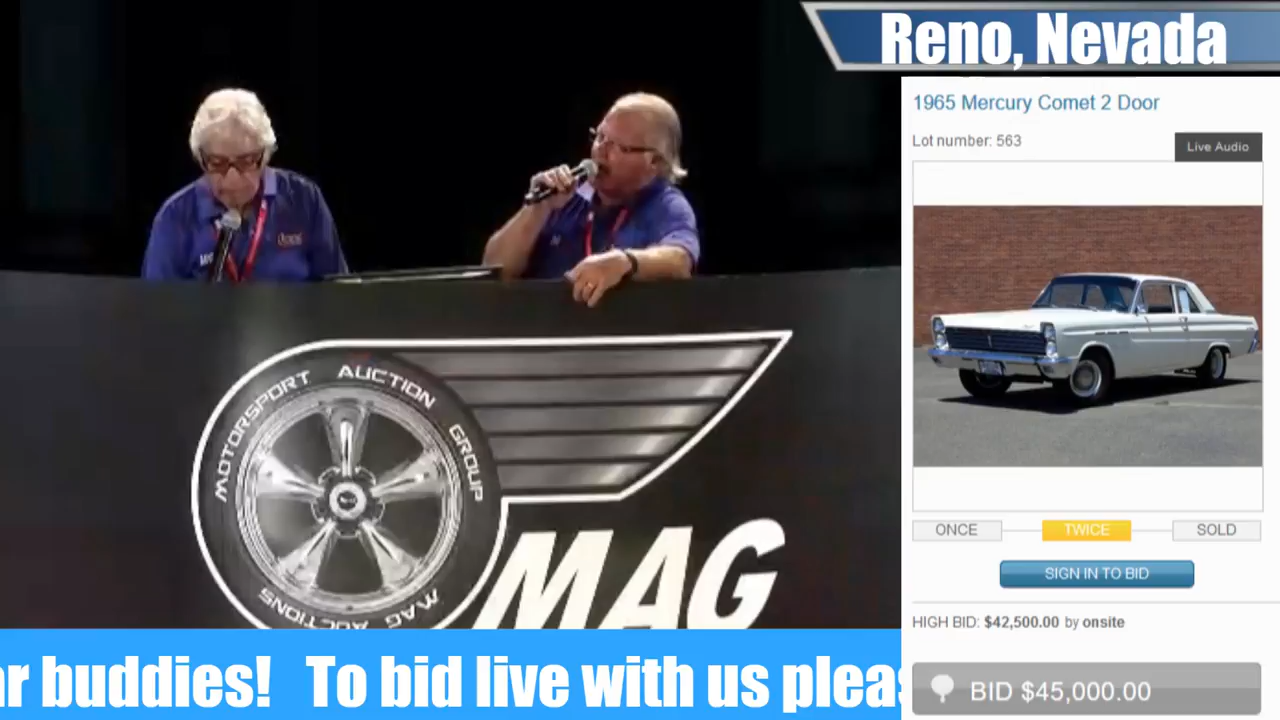 Reno, Nevada
1965 Mercury Comet 2 Door
Lot number: 563
Live Audio
MOTORSPORT AUCTION GROUP
MAG AUCTIONS
MAG
ONCE
TWICE
SOLD
SIGN IN TO BID
HIGH BID: $42,500.00 by onsite
BID $45,000.00
ar buddies! To bid live with us pleas